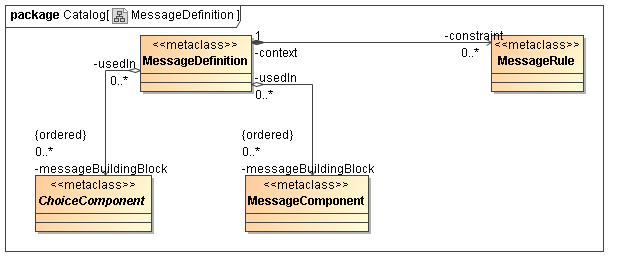 package Catalog[ MessageDefinition ]
<<metaclass>>
MessageDefinition
1
-context
-constraint
0..*
<<metaclass>>
MessageRule
-usedIn
0..*
-usedIn
0..*
{ordered}
0..*
-messageBuildingBlock
{ordered}
0..*
-messageBuildingBlock
<<metaclass>>
ChoiceComponent
<<metaclass>>
MessageComponent